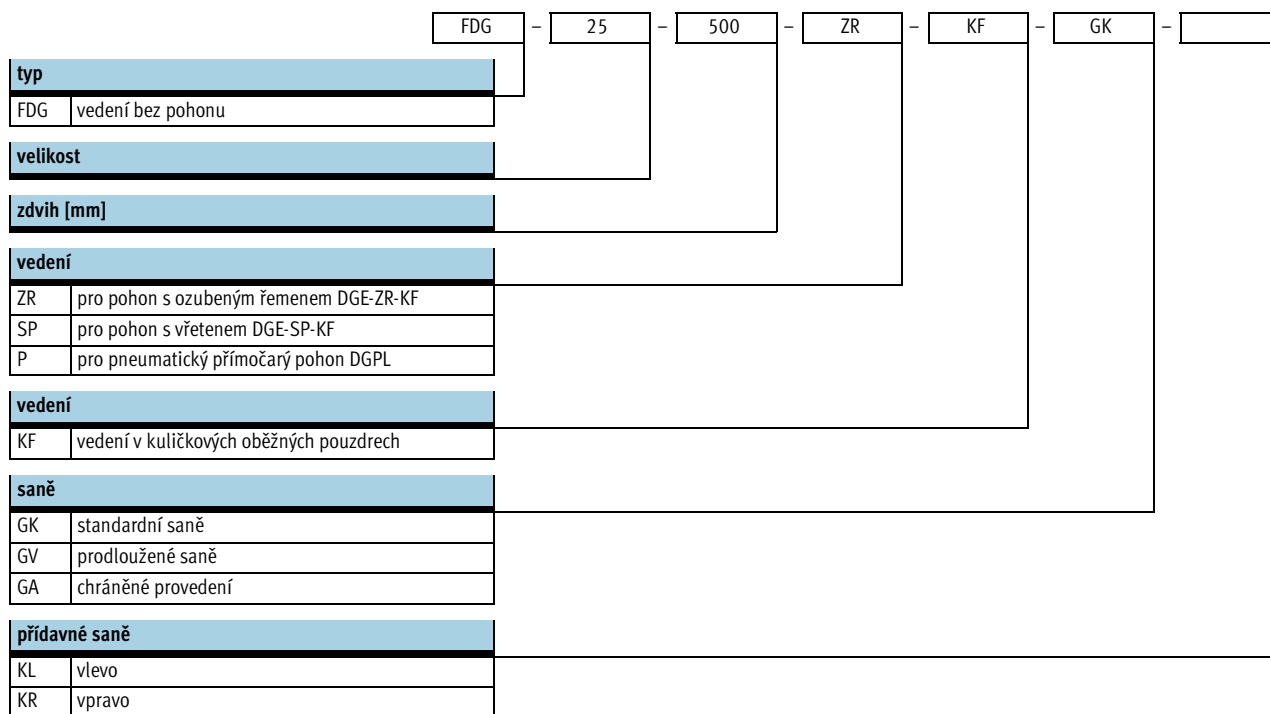 FDG – 25 – 500 – ZR – KF – GK –
typ
FDG vedení bez pohonu
velikost
zdvih [mm]
vedení
ZR pro pohon s ozubeným řemenem DGE-ZR-KF
SP pro pohon s vřetenem DGE-SP-KF
P pro pneumatický přímočarý pohon DGPL
vedení
KF vedení v kuličkových oběžných pouzdrech
saně
GK standardní saně
GV prodloužené saně
GA chráněné provedení
přídavné saně
KL vlevo
KR vpravo